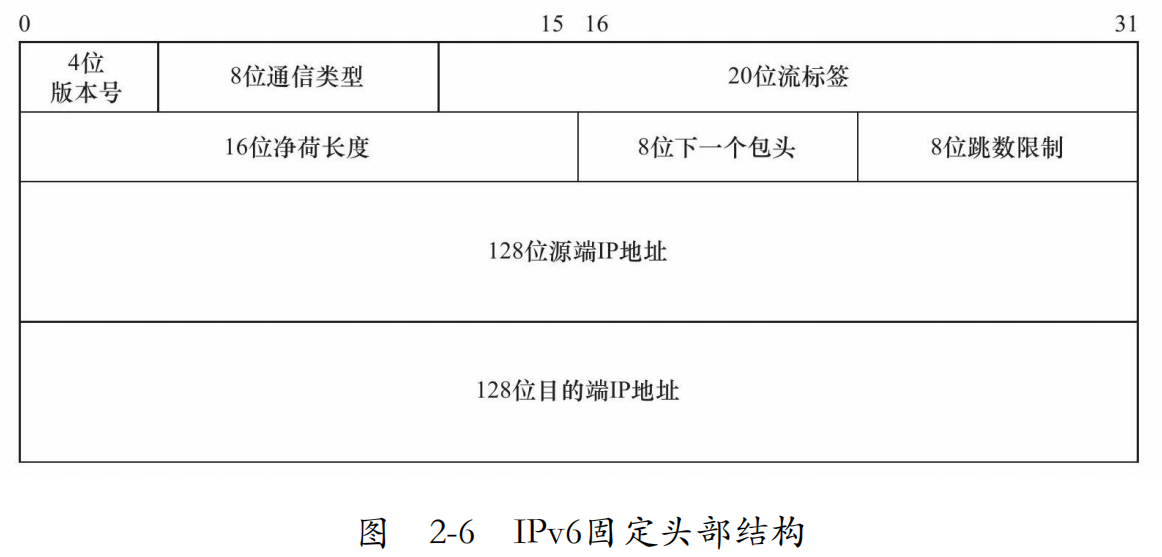 0 15 16 31
4位
版本号
8位通信类型
20位流标签
16位净荷长度
8位下一个包头
8位跳数限制
128位源端IP地址
128位目的端IP地址
图 2-6 IPv6固定头部结构